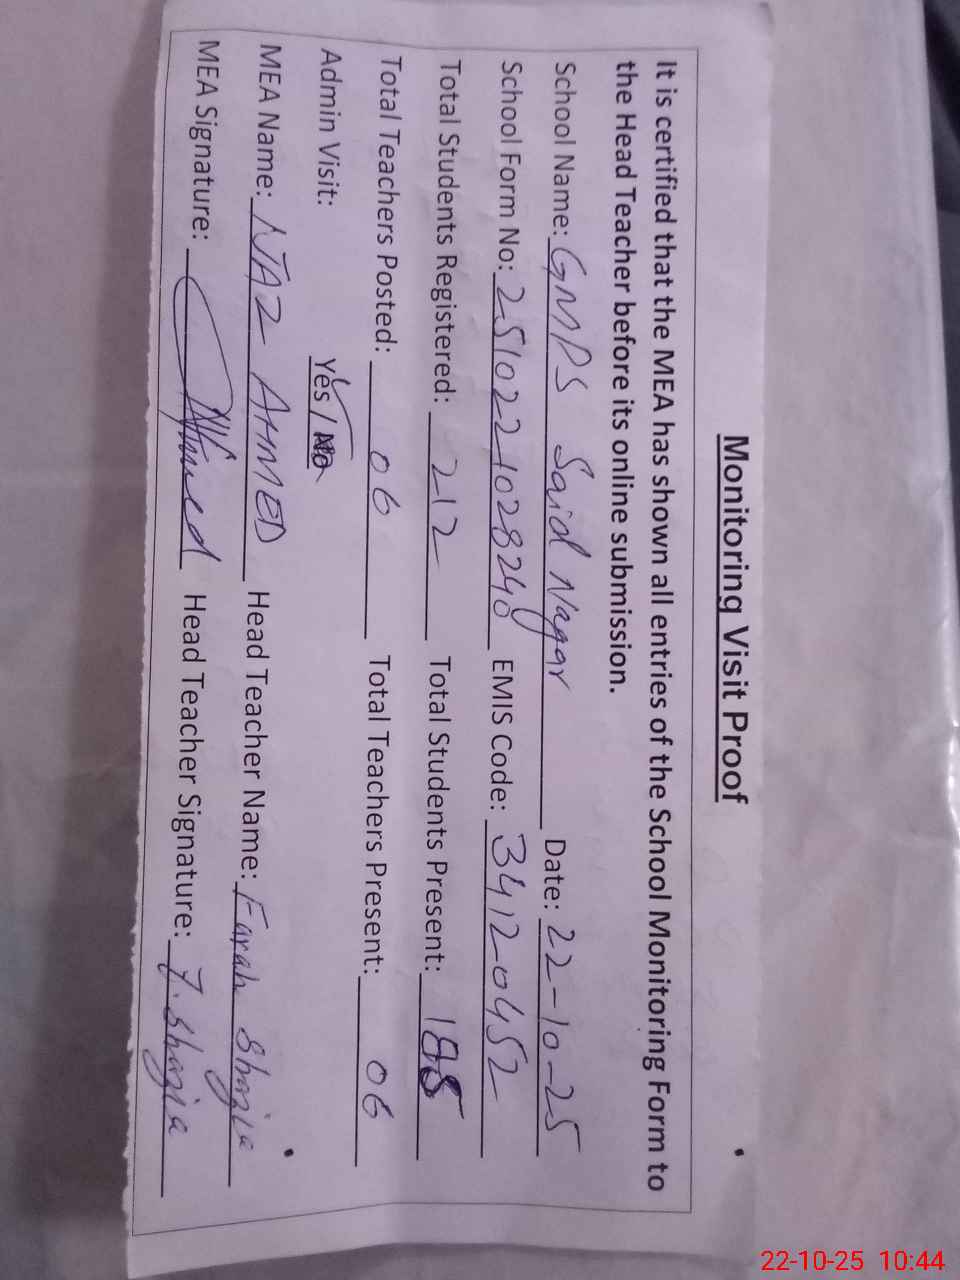 Monitoring Visit Proof
It is certified that the MEA has shown all entries of the School Monitoring Form to
the Head Teacher before its online submission.
School Name: GMPS Said Nagar Date: 22-10-25
School Form No: 2510221028240 EMIS Code: 34120452
Total Students Registered: 212 Total Students Present: 188
Total Teachers Posted: 06 Total Teachers Present: 06
Admin Visit: Yes / No
MEA Name: NAZ AHMED Head Teacher Name: Farah Shazia
MEA Signature: Ahmed Head Teacher Signature: F. Shazia
22-10-25 10:44